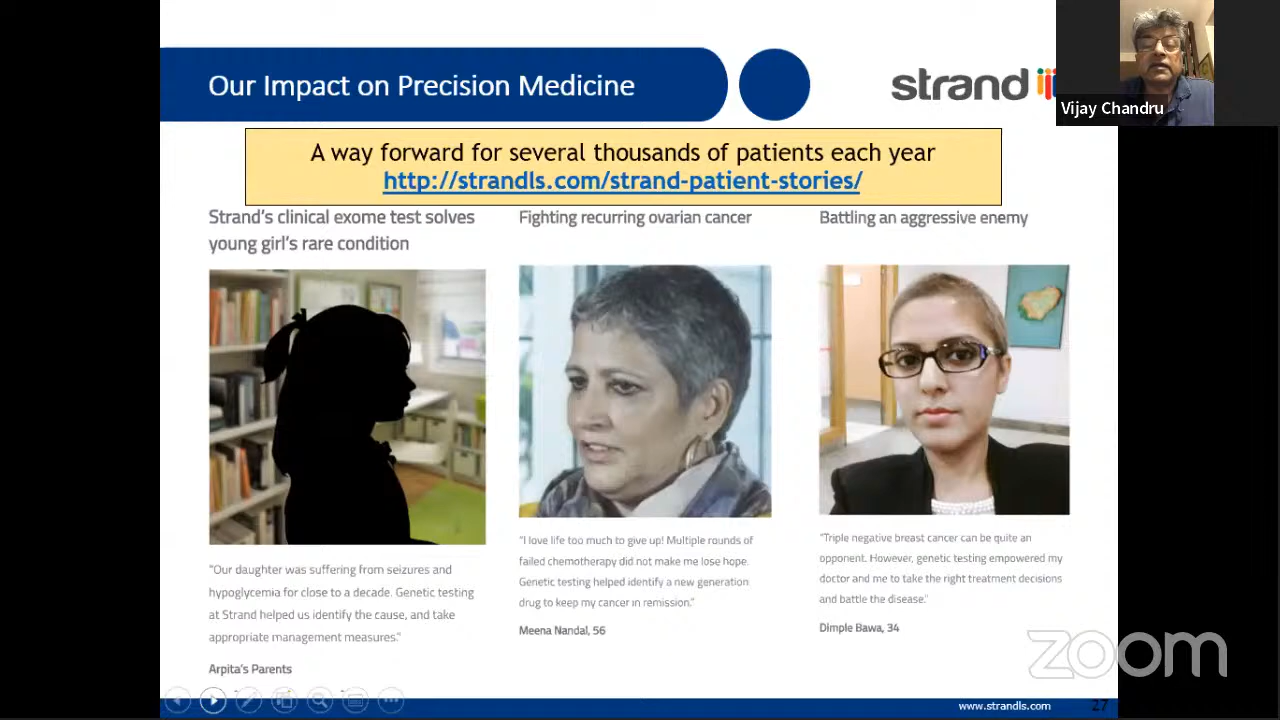 Our Impact on Precision Medicine
strand
Vijay Chandru
A way forward for several thousands of patients each year
http://strandls.com/strand-patient-stories/
Strand's clinical exome test solves
young girl's rare condition
"Our daughter was suffering from seizures and
hypoglycemia for close to a decade. Genetic testing
at Strand helped us identify the cause, and take
appropriate management measures."
Arpita's Parents
Fighting recurring ovarian cancer
"I love life too much to give up! Multiple rounds of
failed chemotherapy did not make me lose hope.
Genetic testing helped identify a new generation
drug to keep my cancer in remission."
Meena Nandal, 56
Battling an aggressive enemy
"Triple negative breast cancer can be quite an
opponent. However, genetic testing empowered my
doctor and me to take the right treatment decisions
and battle the disease."
Dimple Bawa, 34
zoom
www.strandls.com
27